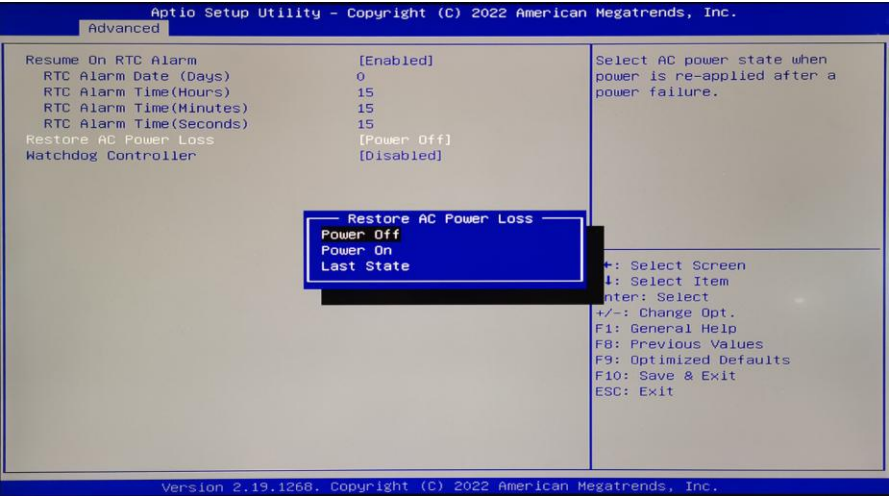 Aptio Setup Utility - Copyright (C) 2022 American Megatrends, Inc.
Advanced
Resume On RTC Alarm [Enabled]
RTC Alarm Date (Days) 0
RTC Alarm Time(Hours) 15
RTC Alarm Time(Minutes) 15
RTC Alarm Time(Seconds) 15
Restore AC Power Loss [Power Off]
Watchdog Controller [Disabled]
Select AC power state when
power is re-applied after a
power failure.
Restore AC Power Loss
Power Off
Power On
Last State
←: Select Screen
↓: Select Item
nter: Select
+/-: Change Opt.
F1: General Help
F8: Previous Values
F9: Optimized Defaults
F10: Save & Exit
ESC: Exit
Version 2.19.1268. Copyright (C) 2022 American Megatrends, Inc.